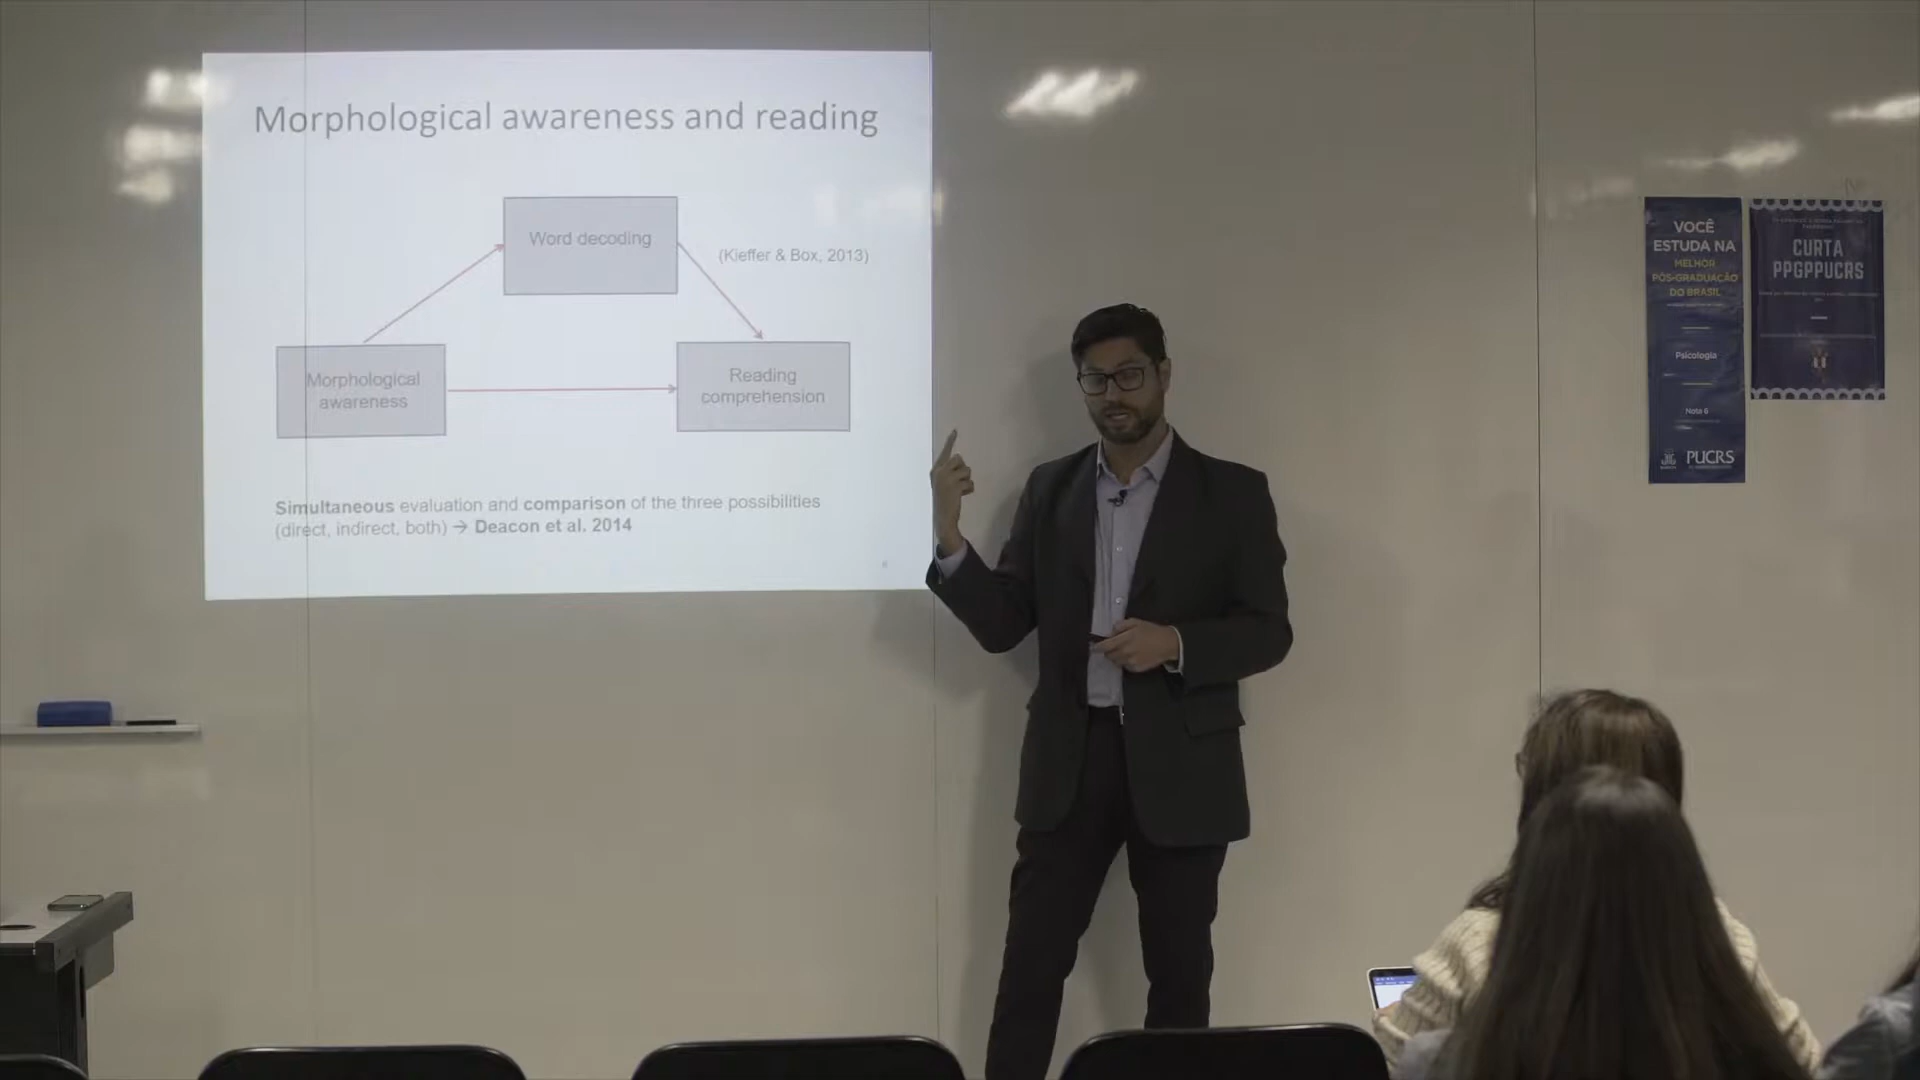 Morphological awareness and reading
Word decoding
(Kieffer & Box, 2013)
Morphological
awareness
Reading
comprehension
Simultaneous evaluation and comparison of the three possibilities
(direct, indirect, both) → Deacon et al. 2014
VOCÊ
ESTUDA NA
MELHOR
PÓS-GRADUAÇÃO
DO BRASIL
Psicologia
Nota 6
PUCRS
CURTA
PPGPPUCRS